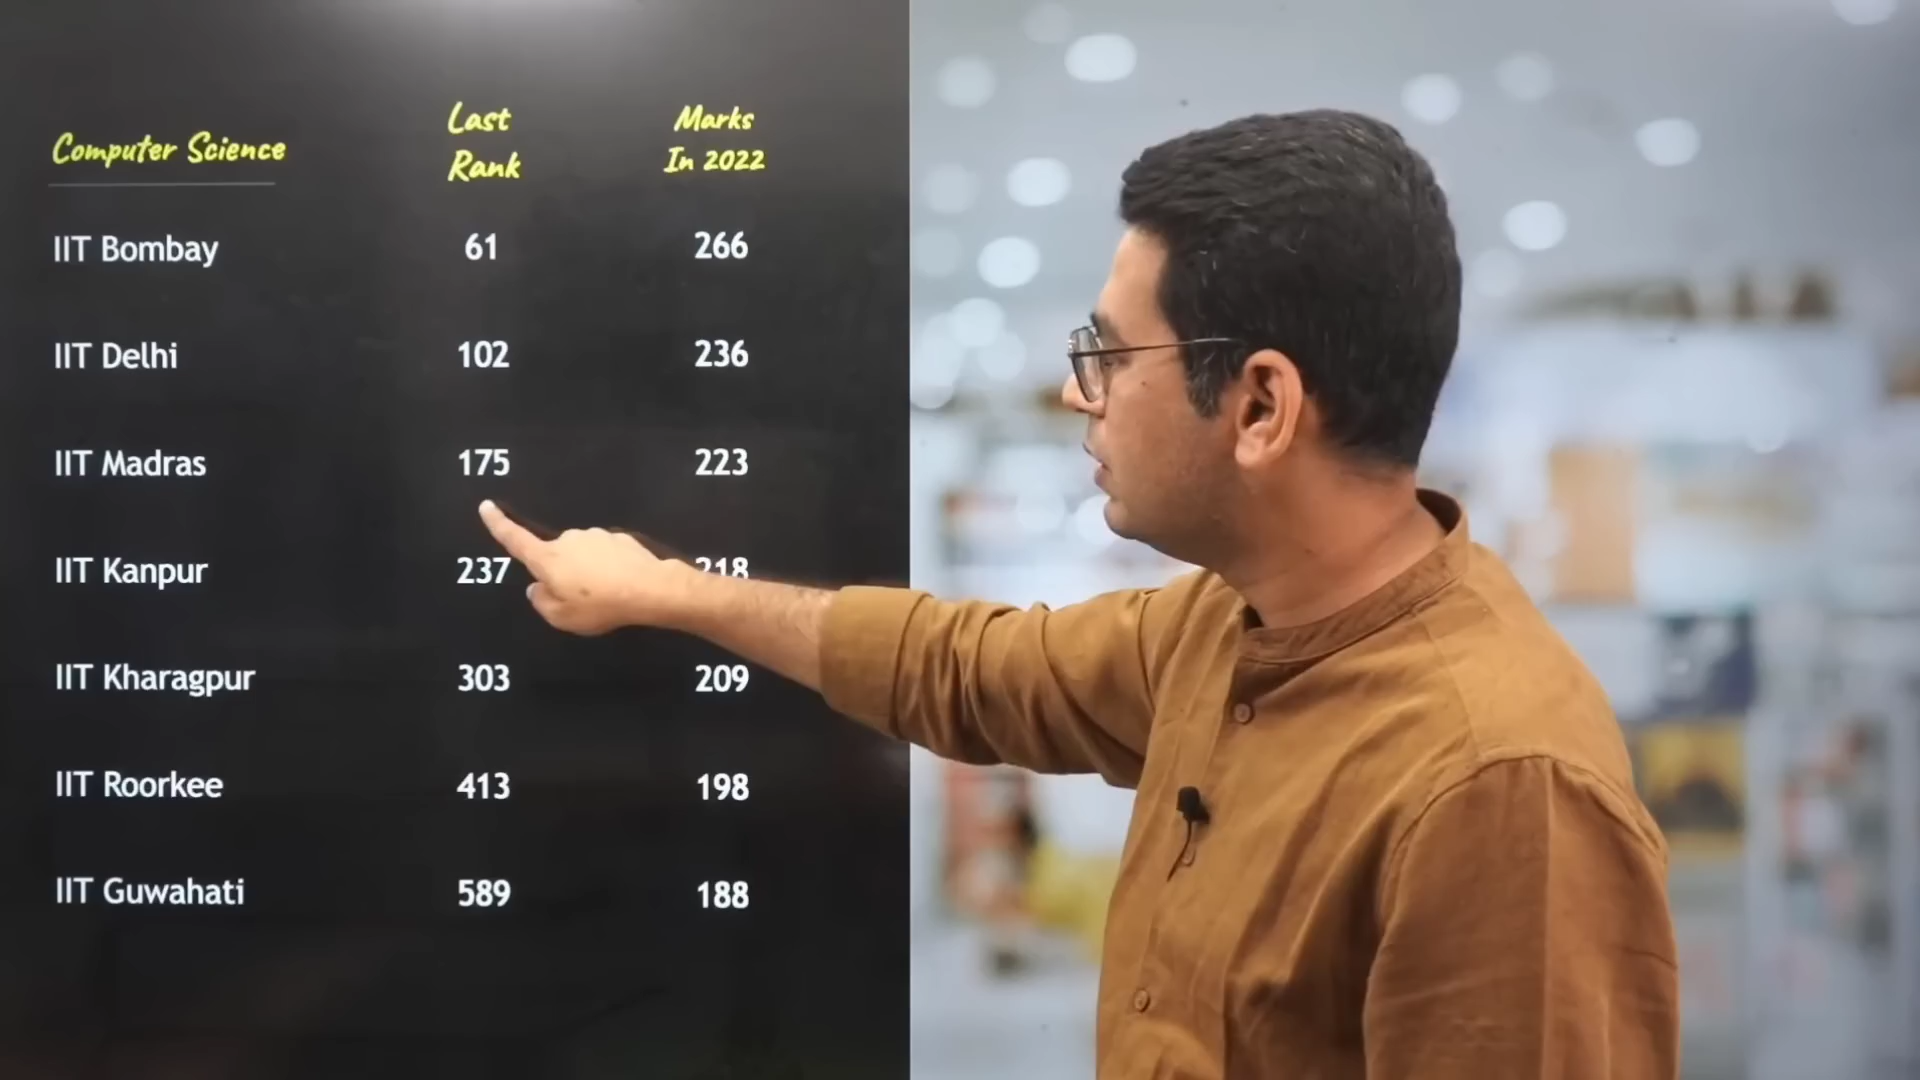 Computer Science
Last Rank
Marks In 2022
IIT Bombay 61 266
IIT Delhi 102 236
IIT Madras 175 223
IIT Kanpur 237 218
IIT Kharagpur 303 209
IIT Roorkee 413 198
IIT Guwahati 589 188